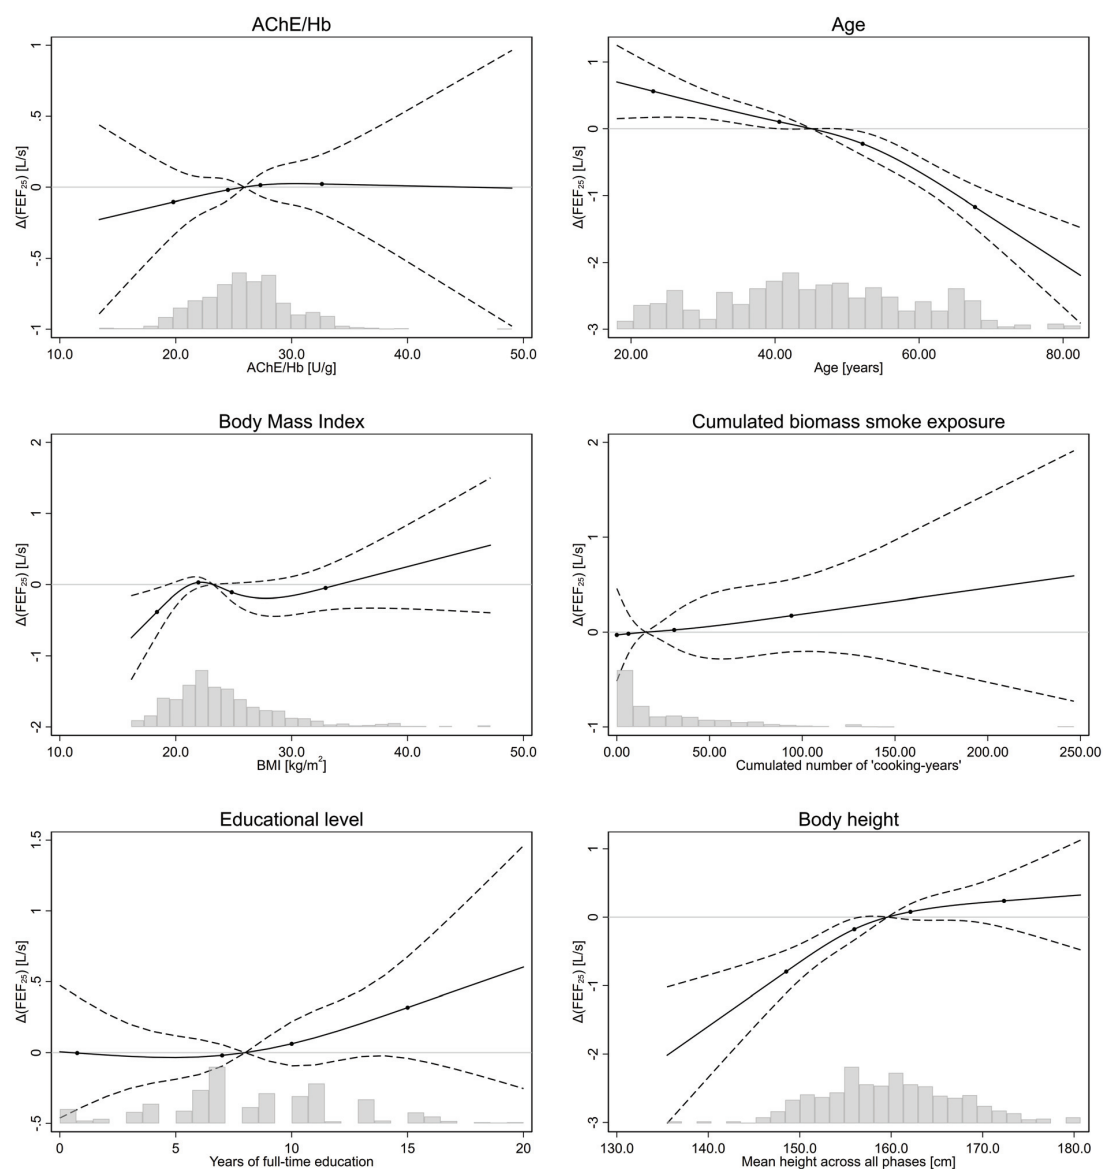 AChE/Hb
Δ(FEF₂₅) [L/s]
1
.5
0
-.5
-1
10.0 20.0 30.0 40.0 50.0
AChE/Hb [U/g]
Age
Δ(FEF₂₅) [L/s]
1
0
-1
-2
-3
20.00 40.00 60.00 80.00
Age [years]
Body Mass Index
Δ(FEF₂₅) [L/s]
2
1
0
-1
-2
10.0 20.0 30.0 40.0 50.0
BMI [kg/m²]
Cumulated biomass smoke exposure
Δ(FEF₂₅) [L/s]
2
1
0
-1
0.00 50.00 100.00 150.00 200.00 250.00
Cumulated number of 'cooking-years'
Educational level
Δ(FEF₂₅) [L/s]
1.5
1
.5
0
-.5
0 5 10 15 20
Years of full-time education
Body height
Δ(FEF₂₅) [L/s]
1
0
-1
-2
-3
130.0 140.0 150.0 160.0 170.0 180.0
Mean height across all phases [cm]